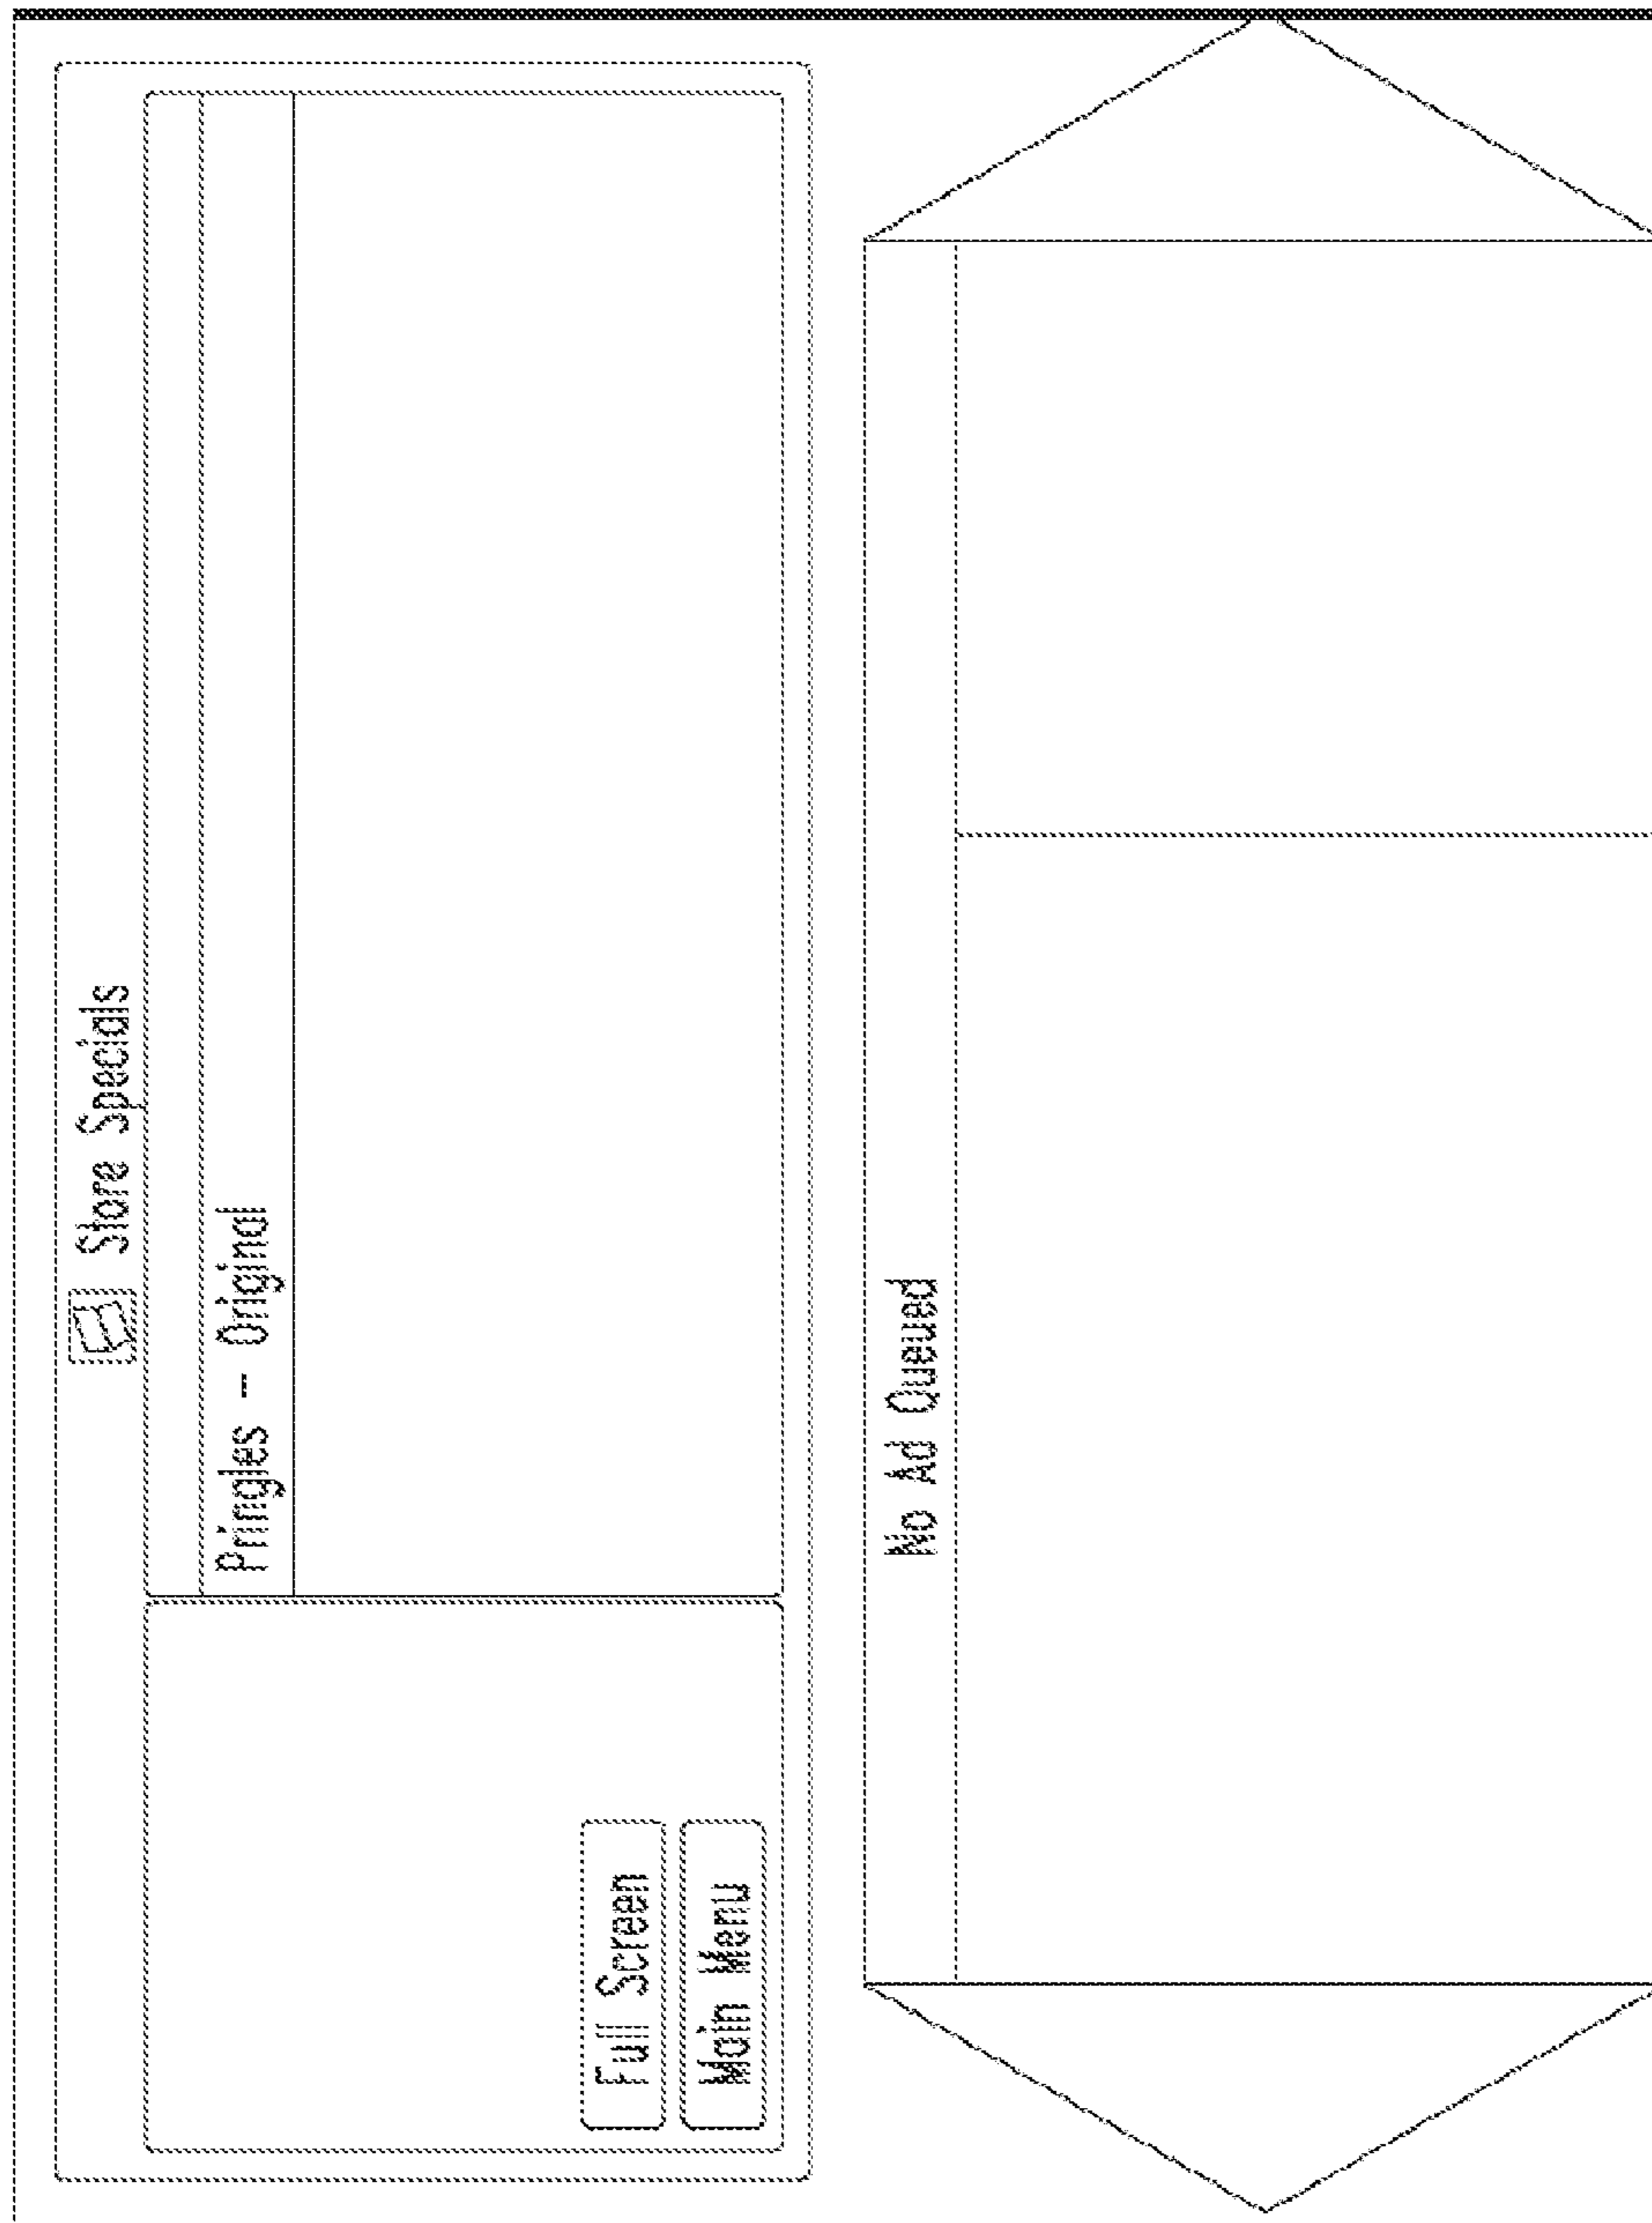 Store Specials
Pringles - Original
Full Screen
Main Menu
No Ad Queued